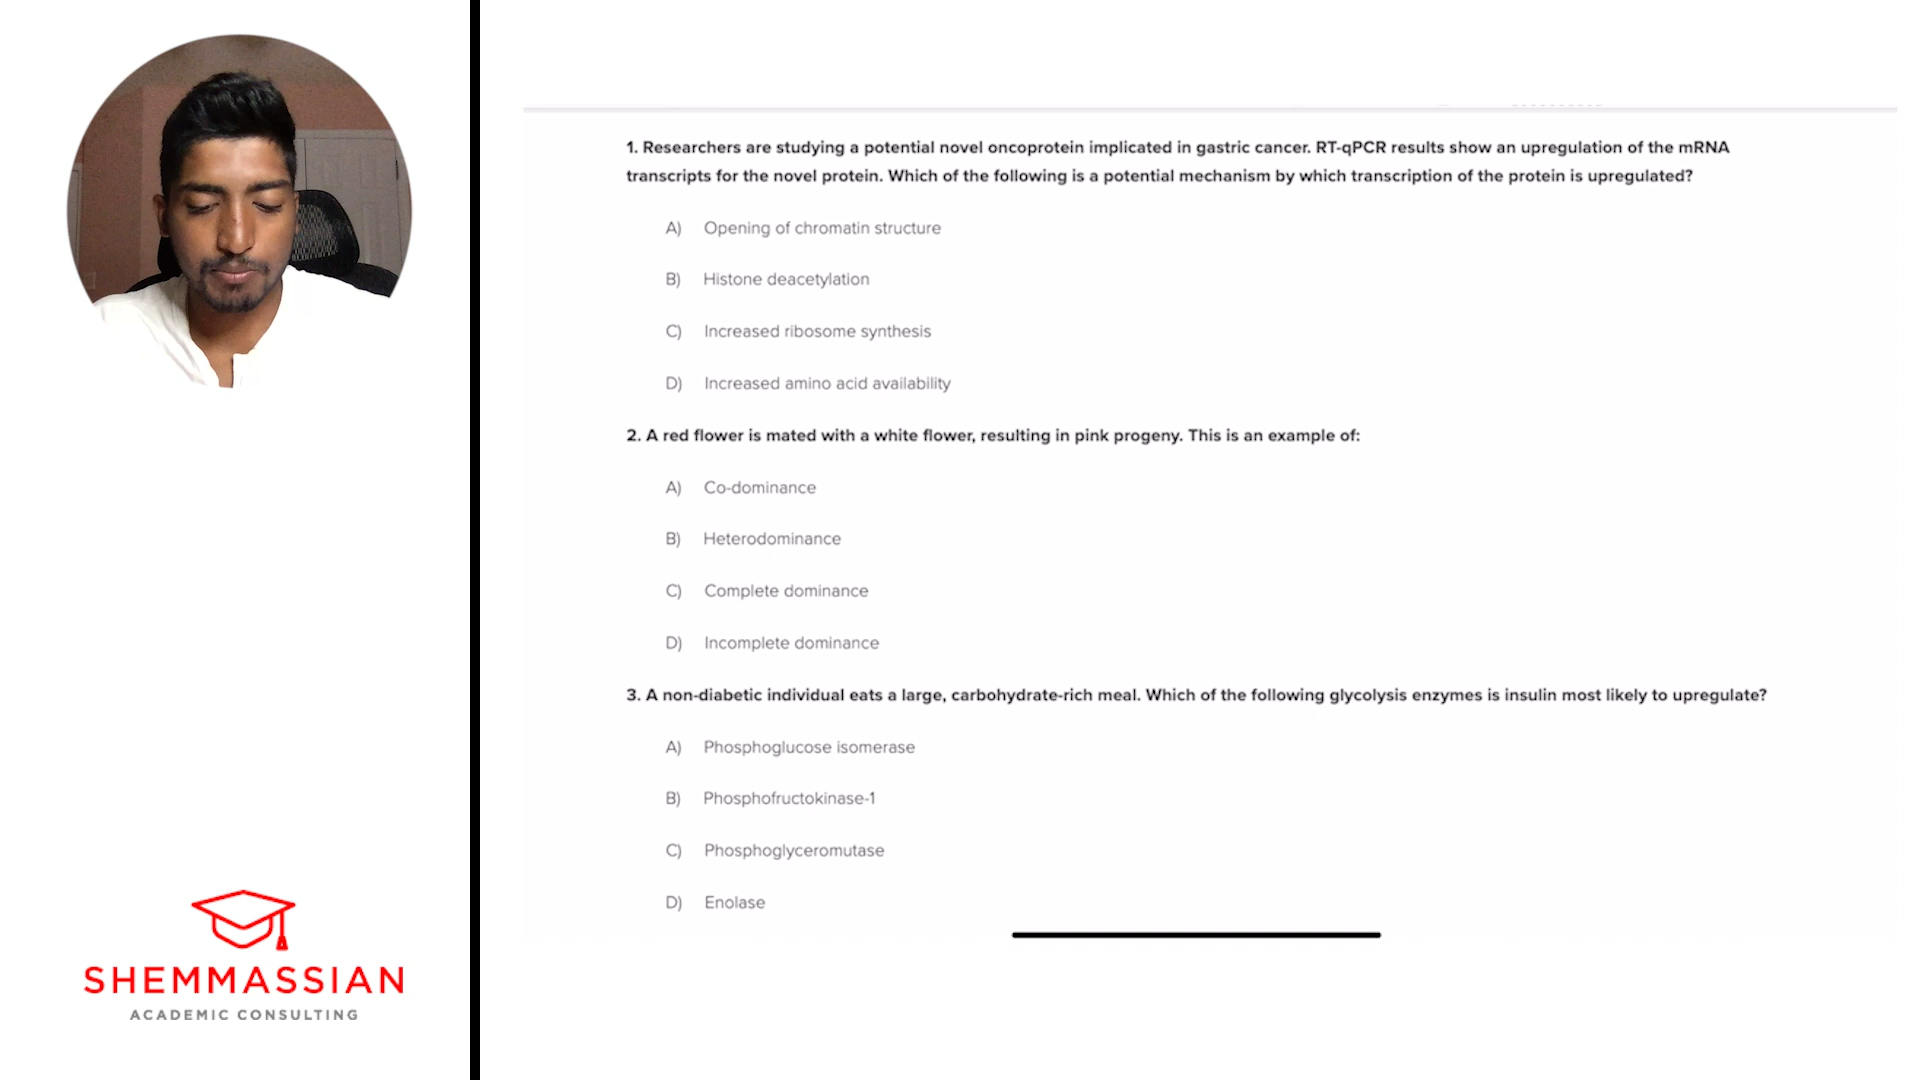 1. Researchers are studying a potential novel oncoprotein implicated in gastric cancer. RT-qPCR results show an upregulation of the mRNA
transcripts for the novel protein. Which of the following is a potential mechanism by which transcription of the protein is upregulated?
A) Opening of chromatin structure
B) Histone deacetylation
C) Increased ribosome synthesis
D) Increased amino acid availability
2. A red flower is mated with a white flower, resulting in pink progeny. This is an example of:
A) Co-dominance
B) Heterodominance
C) Complete dominance
D) Incomplete dominance
3. A non-diabetic individual eats a large, carbohydrate-rich meal. Which of the following glycolysis enzymes is insulin most likely to upregulate?
A) Phosphoglucose isomerase
B) Phosphofructokinase-1
C) Phosphoglyceromutase
D) Enolase
SHEMMASSIAN
ACADEMIC CONSULTING